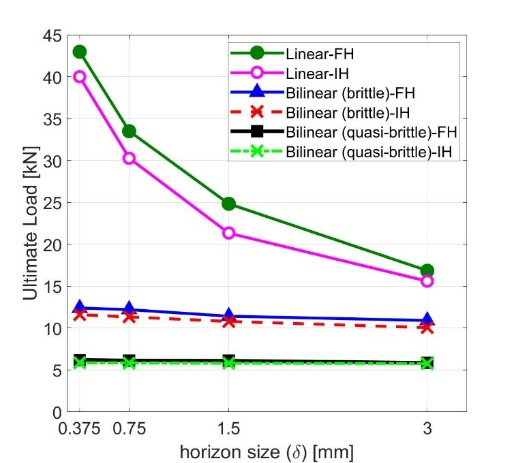 45
40
35
30
25
20
15
10
5
0
Ultimate Load [kN]
Linear-FH
Linear-IH
Bilinear (brittle)-FH
Bilinear (brittle)-IH
Bilinear (quasi-brittle)-FH
Bilinear (quasi-brittle)-IH
0.375 0.75 1.5 3
horizon size (δ) [mm]